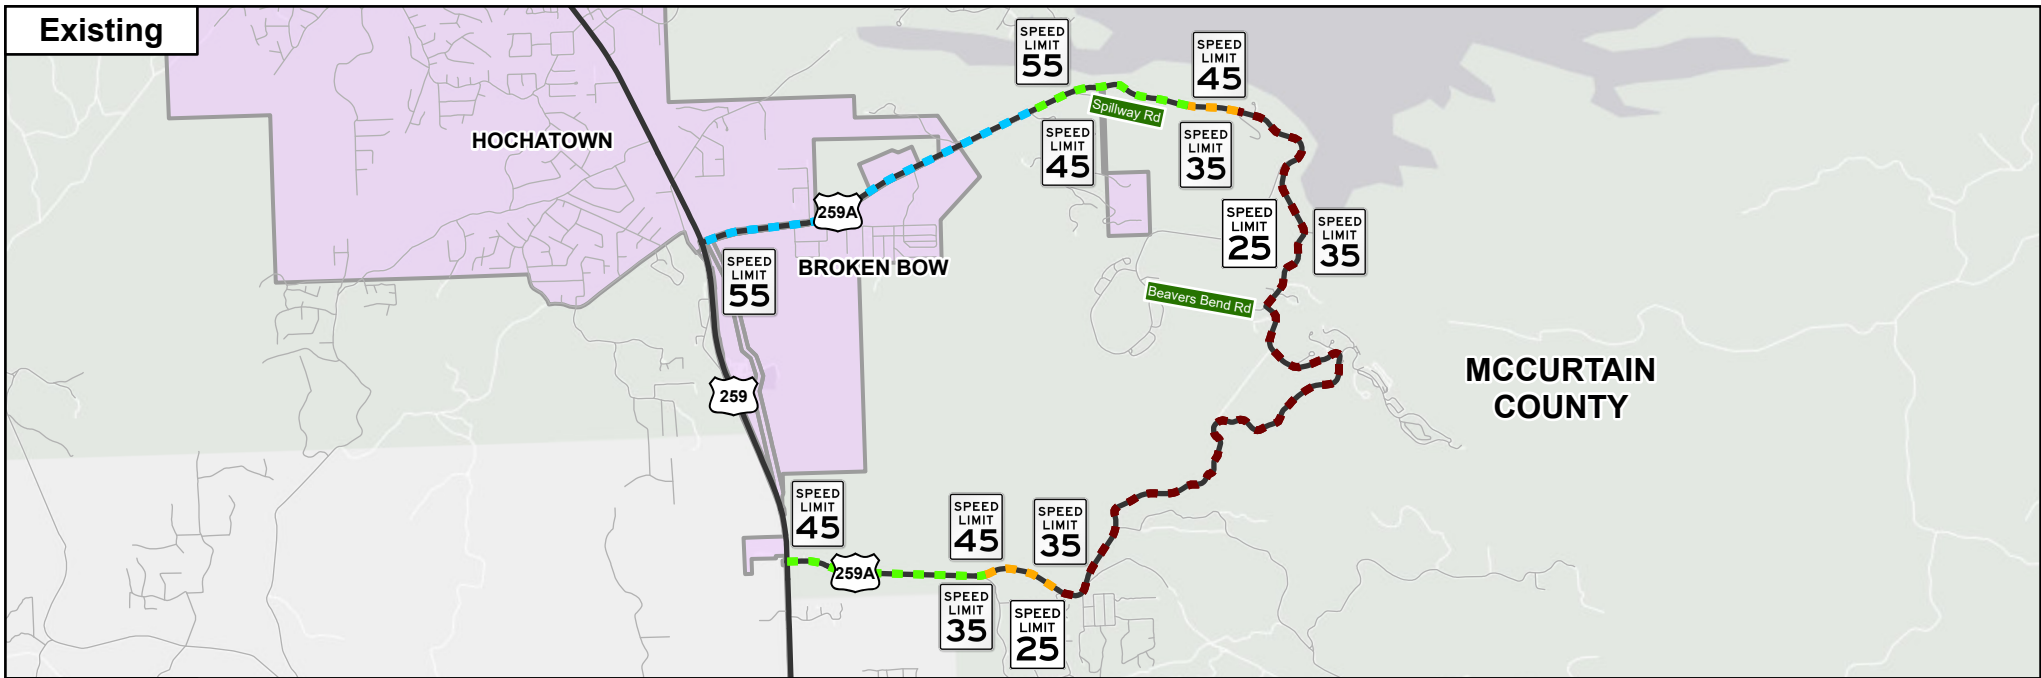 Existing
SPEED
LIMIT
55
SPEED
LIMIT
45
Spillway Rd
HOCHATOWN
SPEED
LIMIT
45
SPEED
LIMIT
35
259A
SPEED
LIMIT
25
SPEED
LIMIT
35
BROKEN BOW
SPEED
LIMIT
55
Beavers Bend Rd
259
MCCURTAIN
COUNTY
SPEED
LIMIT
45
SPEED
LIMIT
45
SPEED
LIMIT
35
259A
SPEED
LIMIT
35
SPEED
LIMIT
25